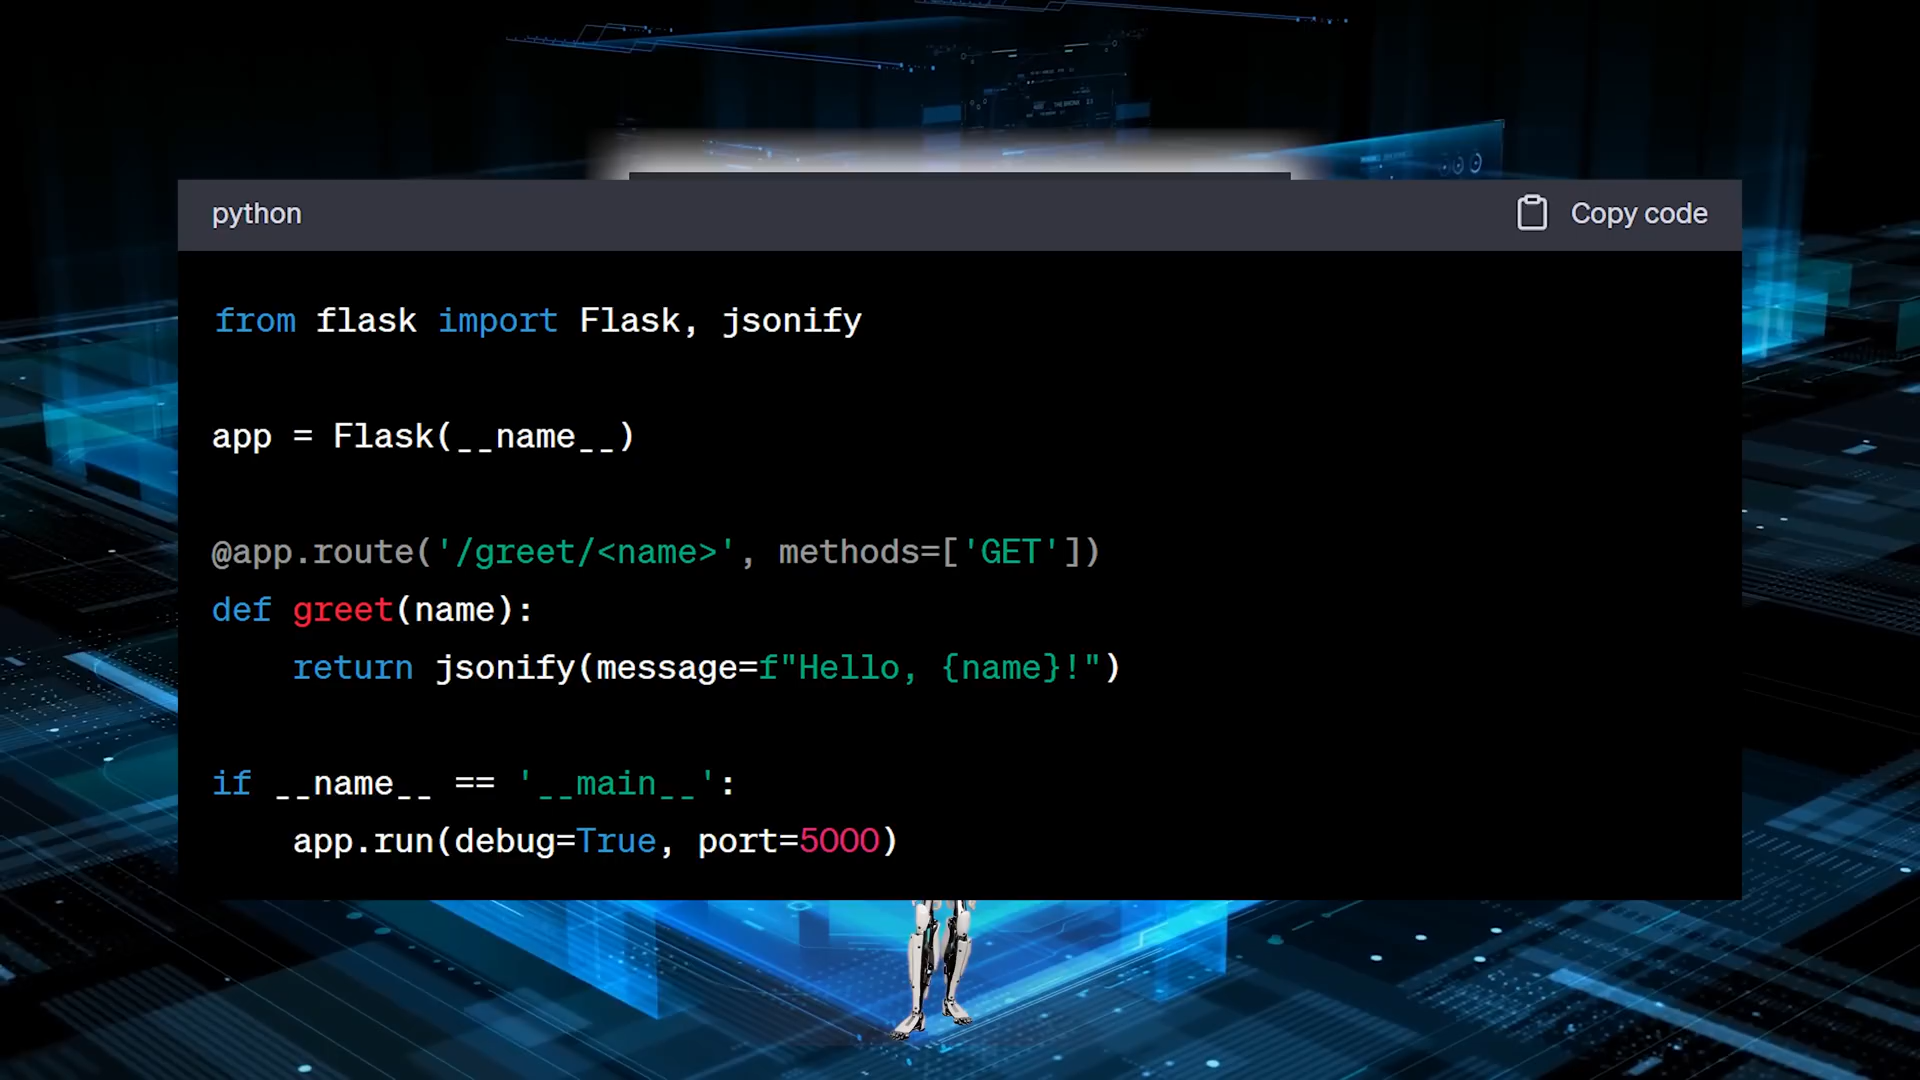 python
Copy code
from flask import Flask, jsonify
app = Flask(__name__)
@app.route('/greet/<name>', methods=['GET'])
def greet(name):
    return jsonify(message=f"Hello, {name}!")
if __name__ == '__main__':
    app.run(debug=True, port=5000)